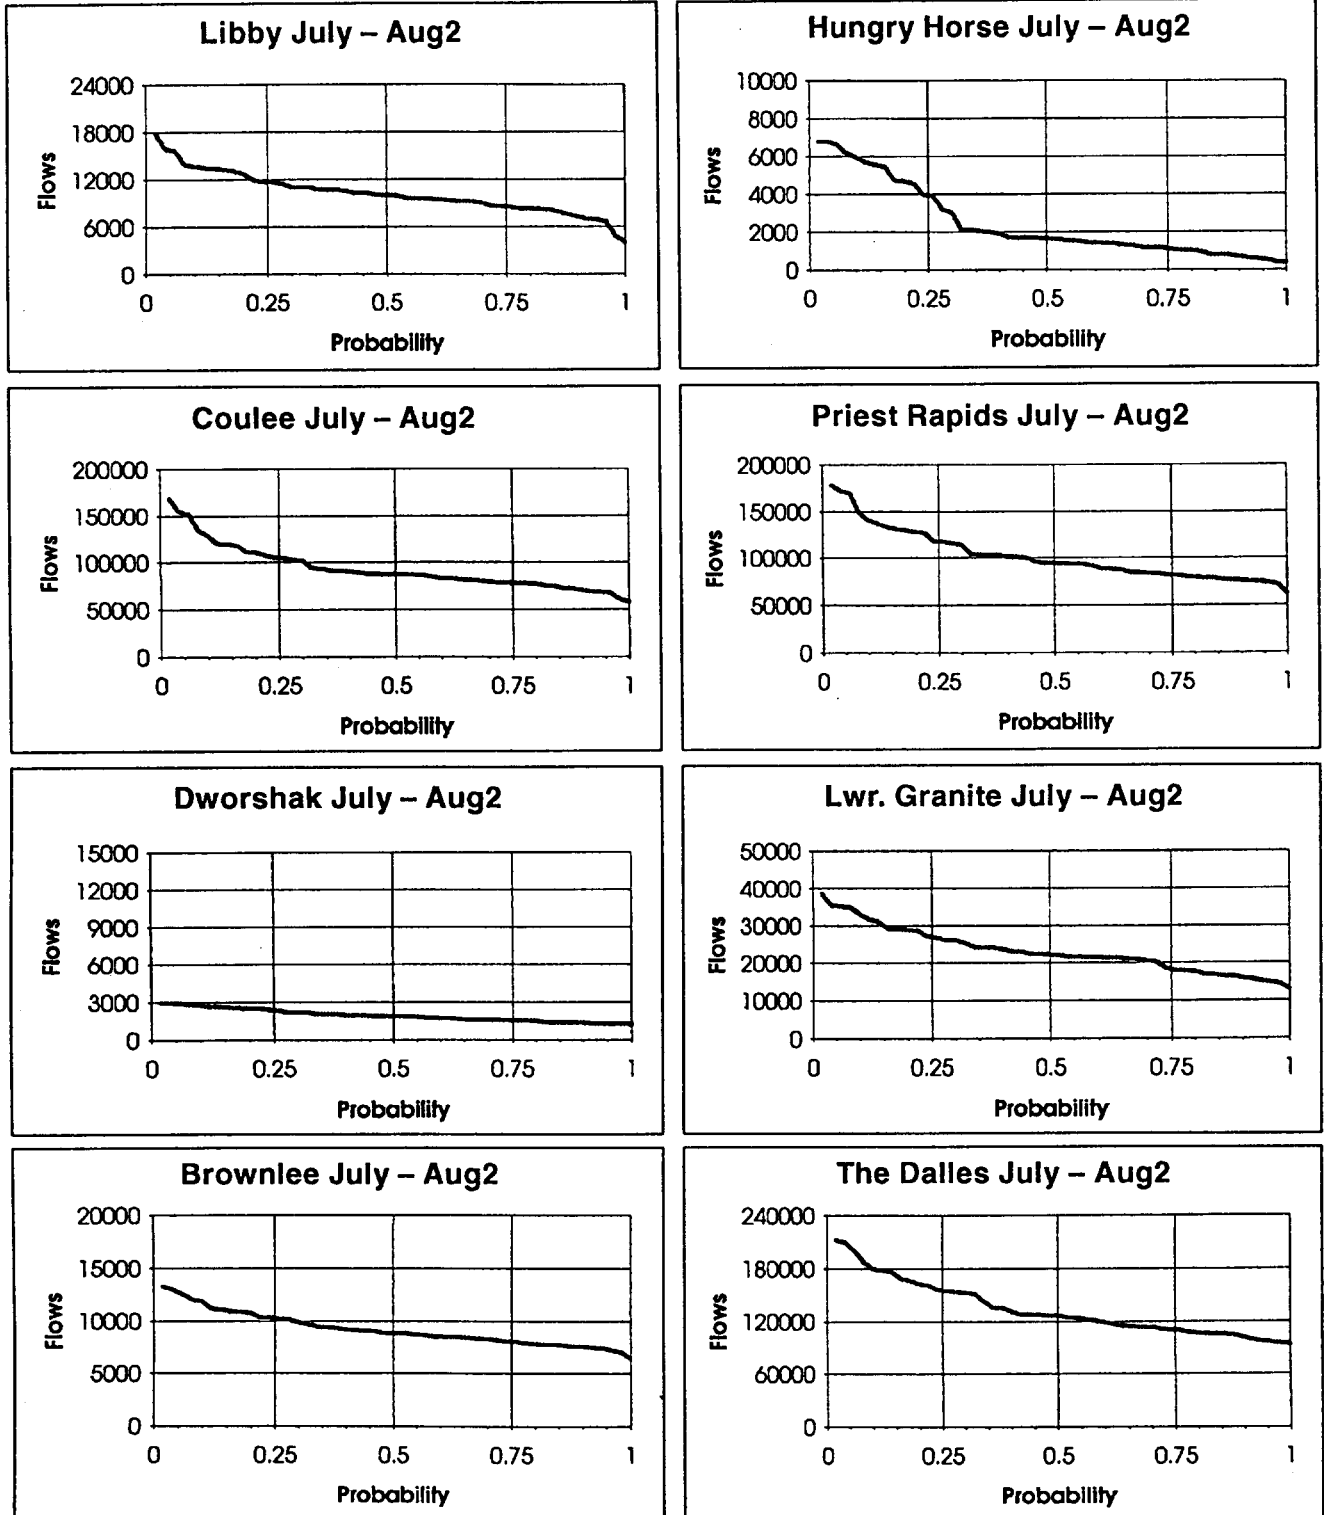 Libby July – Aug2
24000
18000
12000
6000
0
Flows
0 0.25 0.5 0.75 1
Probability
Hungry Horse July – Aug2
10000
8000
6000
4000
2000
0
Flows
0 0.25 0.5 0.75 1
Probability
Coulee July – Aug2
200000
150000
100000
50000
0
Flows
0 0.25 0.5 0.75 1
Probability
Priest Rapids July – Aug2
200000
150000
100000
50000
0
Flows
0 0.25 0.5 0.75 1
Probability
Dworshak July – Aug2
15000
12000
9000
6000
3000
0
Flows
0 0.25 0.5 0.75 1
Probability
Lwr. Granite July – Aug2
50000
40000
30000
20000
10000
0
Flows
0 0.25 0.5 0.75 1
Probability
Brownlee July – Aug2
20000
15000
10000
5000
0
Flows
0 0.25 0.5 0.75 1
Probability
The Dalles July – Aug2
240000
180000
120000
60000
0
Flows
0 0.25 0.5 0.75 1
Probability